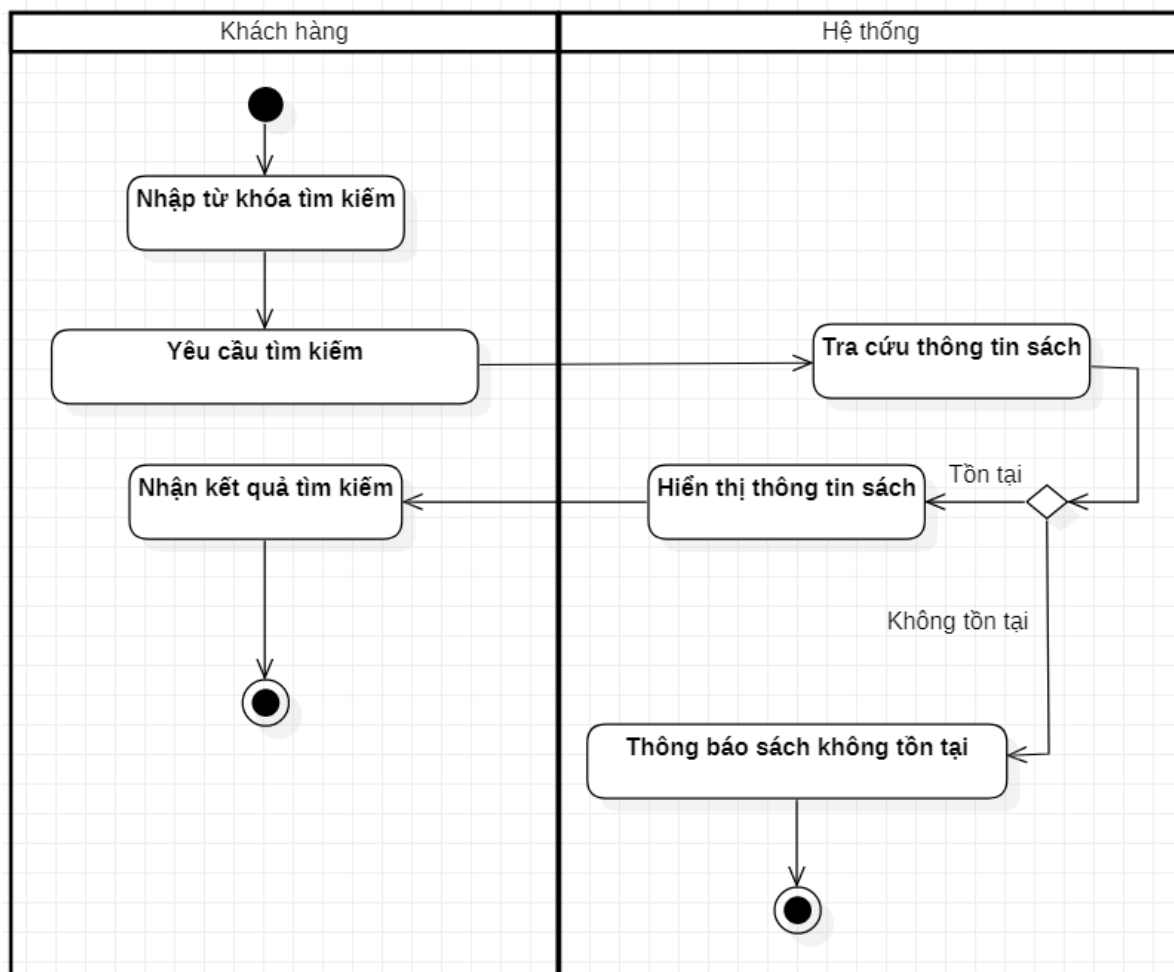 Khách hàng
Hệ thống
Nhập từ khóa tìm kiếm
Yêu cầu tìm kiếm
Tra cứu thông tin sách
Nhận kết quả tìm kiếm
Hiển thị thông tin sách
Tồn tại
Không tồn tại
Thông báo sách không tồn tại